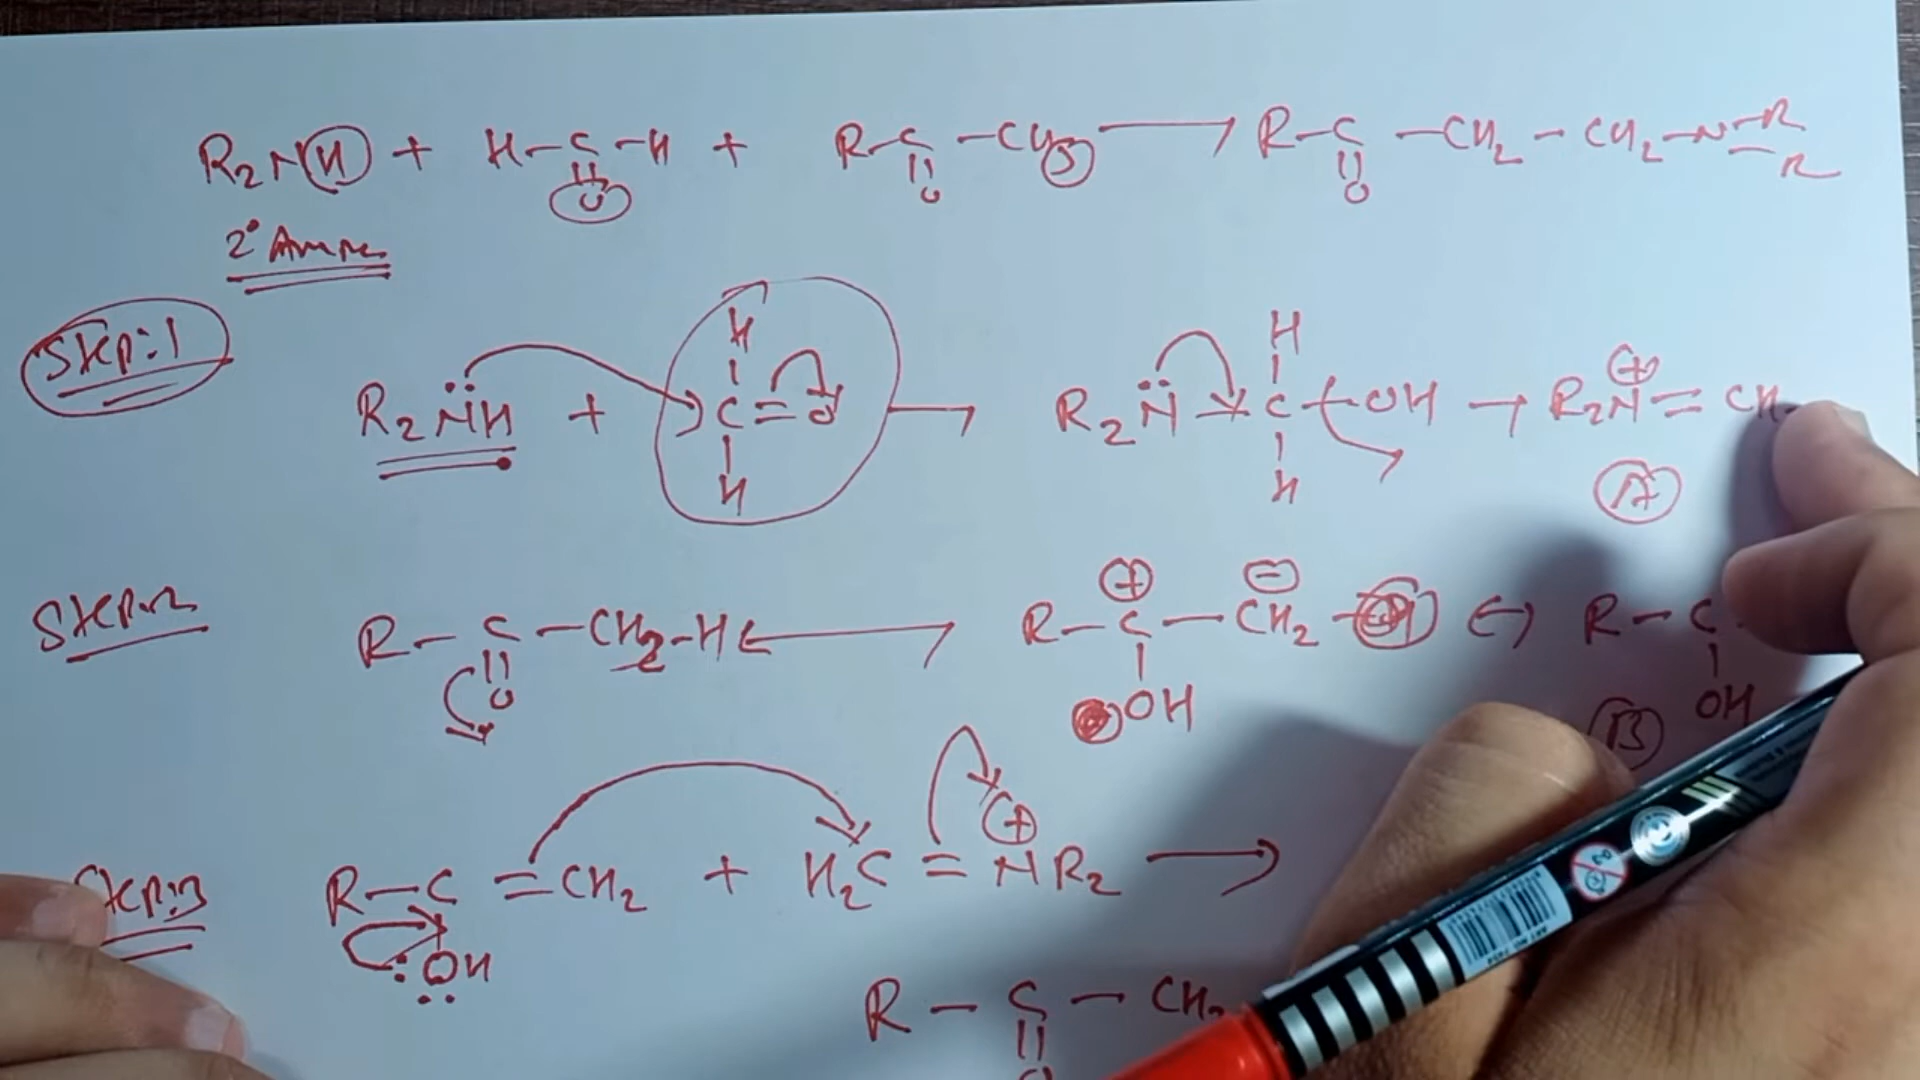 R₂NH + H-C-H + R-C-CH₃ → R-C-CH₂-CH₂-N-R
O O O R
2° Amine
Step:1
R₂NH + H C=O H → R₂N-C-OH H H → R₂N⊕=CH
A
Step:2
R-C-CH₂-H ↔ R-C⊕-CH₂⊖ ↔ R-C
O OH OH
B
Step:3
R-C=CH₂ + H₂C=N⊕R₂ →
:OH
R-C-CH₂